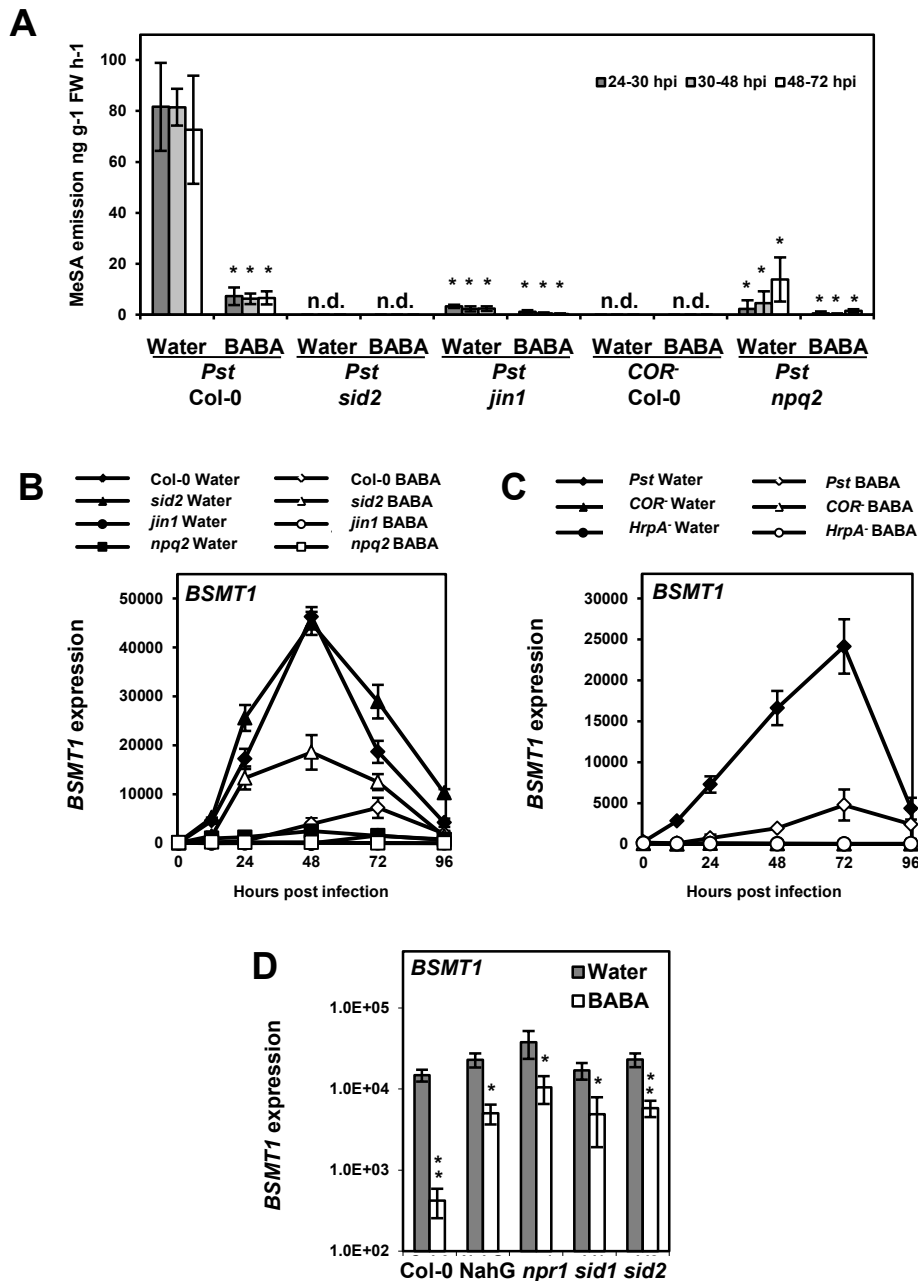 A
MeSA emission ng g-1 FW h-1
100
80
60
40
20
0
24-30 hpi 30-48 hpi 48-72 hpi
* * *
n.d. n.d.
* * * * * *
n.d. n.d.
* * * * * *
Water BABA Water BABA Water BABA Water BABA Water BABA
Pst Pst Pst COR- Pst
Col-0 sid2 jin1 Col-0 npq2
B
Col-0 Water Col-0 BABA
sid2 Water sid2 BABA
jin1 Water jin1 BABA
npq2 Water npq2 BABA
BSMT1
BSMT1 expression
50000
40000
30000
20000
10000
0
0 24 48 72 96
Hours post infection
C
Pst Water Pst BABA
COR- Water COR- BABA
HrpA- Water HrpA- BABA
BSMT1
BSMT1 expression
30000
25000
20000
15000
10000
5000
0
0 24 48 72 96
Hours post infection
D
BSMT1
Water
BABA
BSMT1 expression
1.0E+05
1.0E+04
1.0E+03
1.0E+02
** * * * **
Col-0 NahG npr1 sid1 sid2